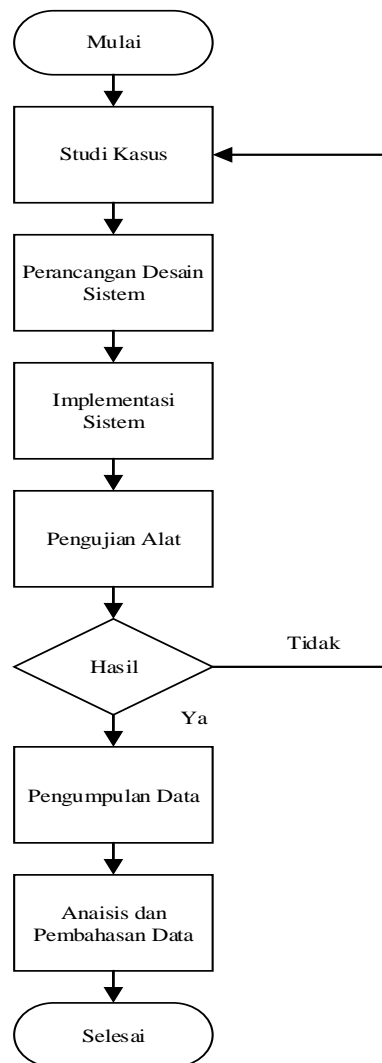 Mulai
Studi Kasus
Perancangan Desain
Sistem
Implementasi
Sistem
Pengujian Alat
Hasil
Tidak
Ya
Pengumpulan Data
Anaisis dan
Pembahasan Data
Selesai